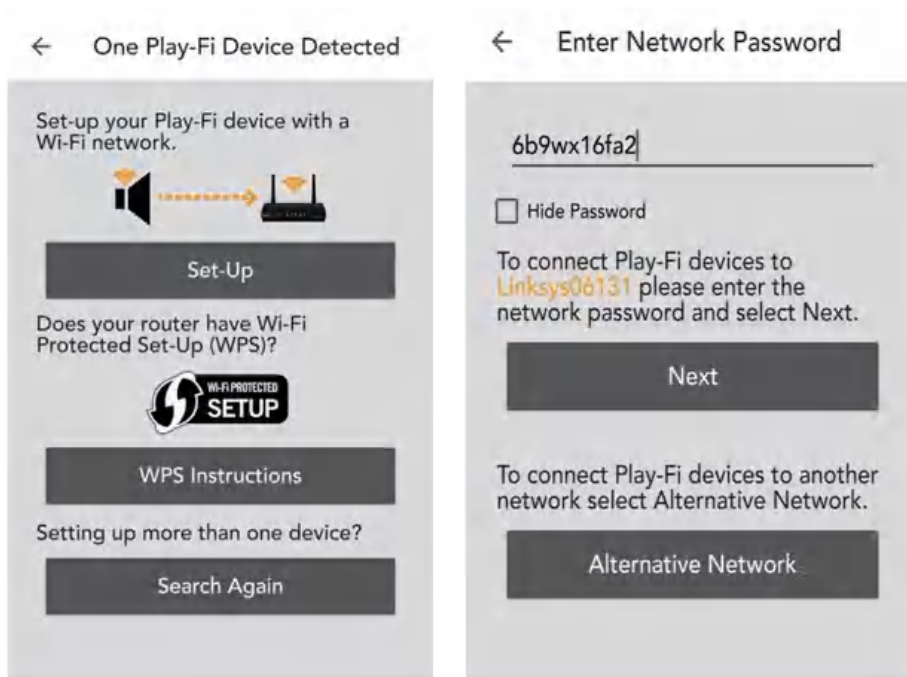 One Play-Fi Device Detected
Set-up your Play-Fi device with a
Wi-Fi network.
Set-Up
Does your router have Wi-Fi
Protected Set-Up (WPS)?
WI-FI PROTECTED
SETUP
WPS Instructions
Setting up more than one device?
Search Again
Enter Network Password
6b9wx16fa2
Hide Password
To connect Play-Fi devices to
Linksys06131 please enter the
network password and select Next.
Next
To connect Play-Fi devices to another
network select Alternative Network.
Alternative Network